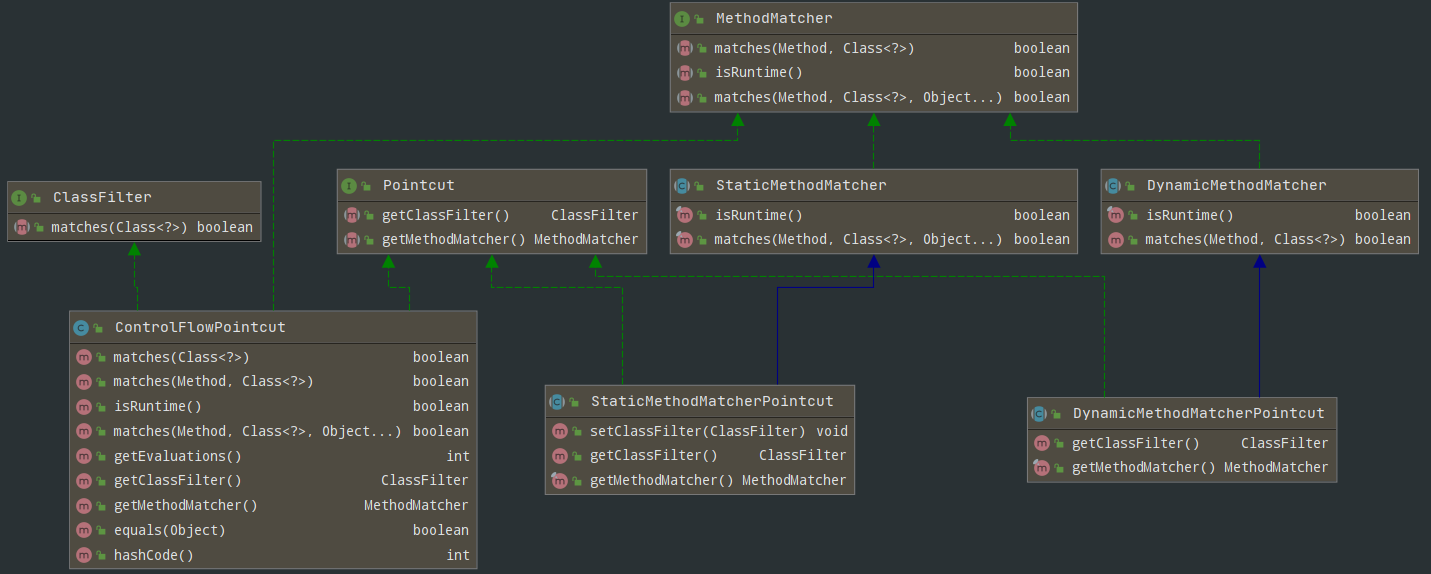 MethodMatcher
matches(Method, Class<?>) boolean
isRuntime() boolean
matches(Method, Class<?>, Object...) boolean
ClassFilter
matches(Class<?>) boolean
Pointcut
getClassFilter() ClassFilter
getMethodMatcher() MethodMatcher
StaticMethodMatcher
isRuntime() boolean
matches(Method, Class<?>, Object...) boolean
DynamicMethodMatcher
isRuntime() boolean
matches(Method, Class<?>) boolean
ControlFlowPointcut
matches(Class<?>) boolean
matches(Method, Class<?>) boolean
isRuntime() boolean
matches(Method, Class<?>, Object...) boolean
getEvaluations() int
getClassFilter() ClassFilter
getMethodMatcher() MethodMatcher
equals(Object) boolean
hashCode() int
StaticMethodMatcherPointcut
setClassFilter(ClassFilter) void
getClassFilter() ClassFilter
getMethodMatcher() MethodMatcher
DynamicMethodMatcherPointcut
getClassFilter() ClassFilter
getMethodMatcher() MethodMatcher